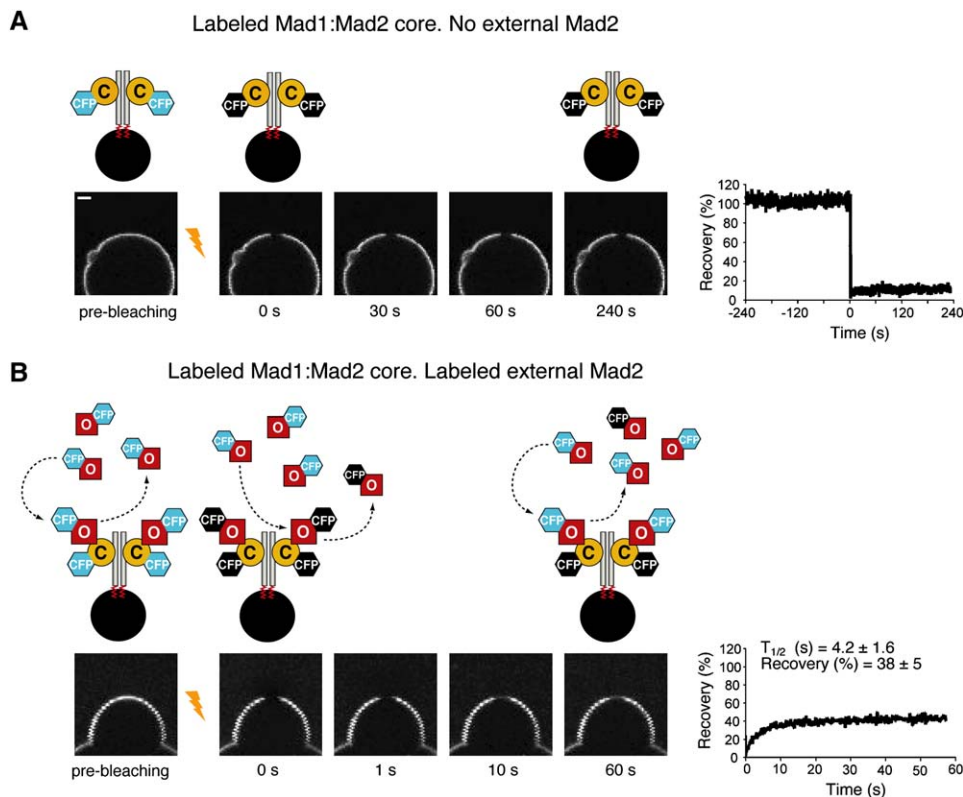 A
Labeled Mad1:Mad2 core. No external Mad2
CFP C C CFP
CFP C C CFP
CFP C C CFP
pre-bleaching
0 s
30 s
60 s
240 s
Recovery (%)
120
100
80
60
40
20
0
-240 -120 0 120 240
Time (s)
B
Labeled Mad1:Mad2 core. Labeled external Mad2
CFP O
CFP O
CFP O
CFP O O CFP
C C
CFP CFP
CFP O
O CFP
O CFP
CFP O
CFP O O CFP
C C
CFP CFP
CFP O
CFP O
O CFP
CFP O
CFP O O CFP
C C
CFP CFP
pre-bleaching
0 s
1 s
10 s
60 s
T1/2 (s) = 4.2 ± 1.6
Recovery (%) = 38 ± 5
Recovery (%)
120
100
80
60
40
20
0
0 10 20 30 40 50 60
Time (s)